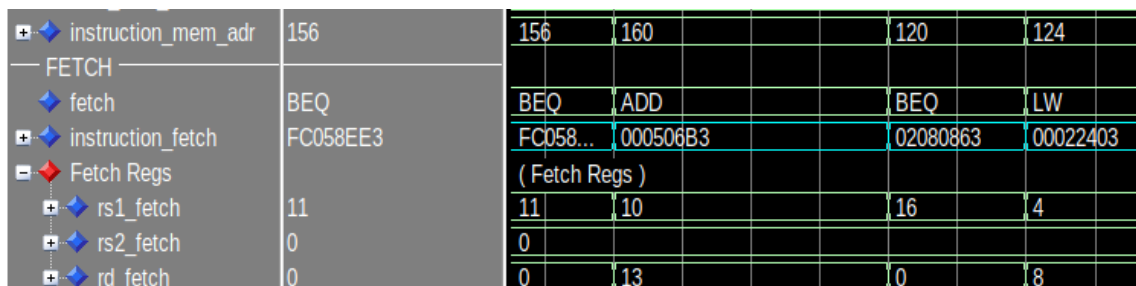 instruction_mem_adr 156 156 160 120 124
FETCH
fetch BEQ BEQ ADD BEQ LW
instruction_fetch FC058EE3 FC058... 000506B3 02080863 00022403
Fetch Regs ( Fetch Regs )
rs1_fetch 11 11 10 16 4
rs2_fetch 0 0
rd_fetch 0 0 13 0 8